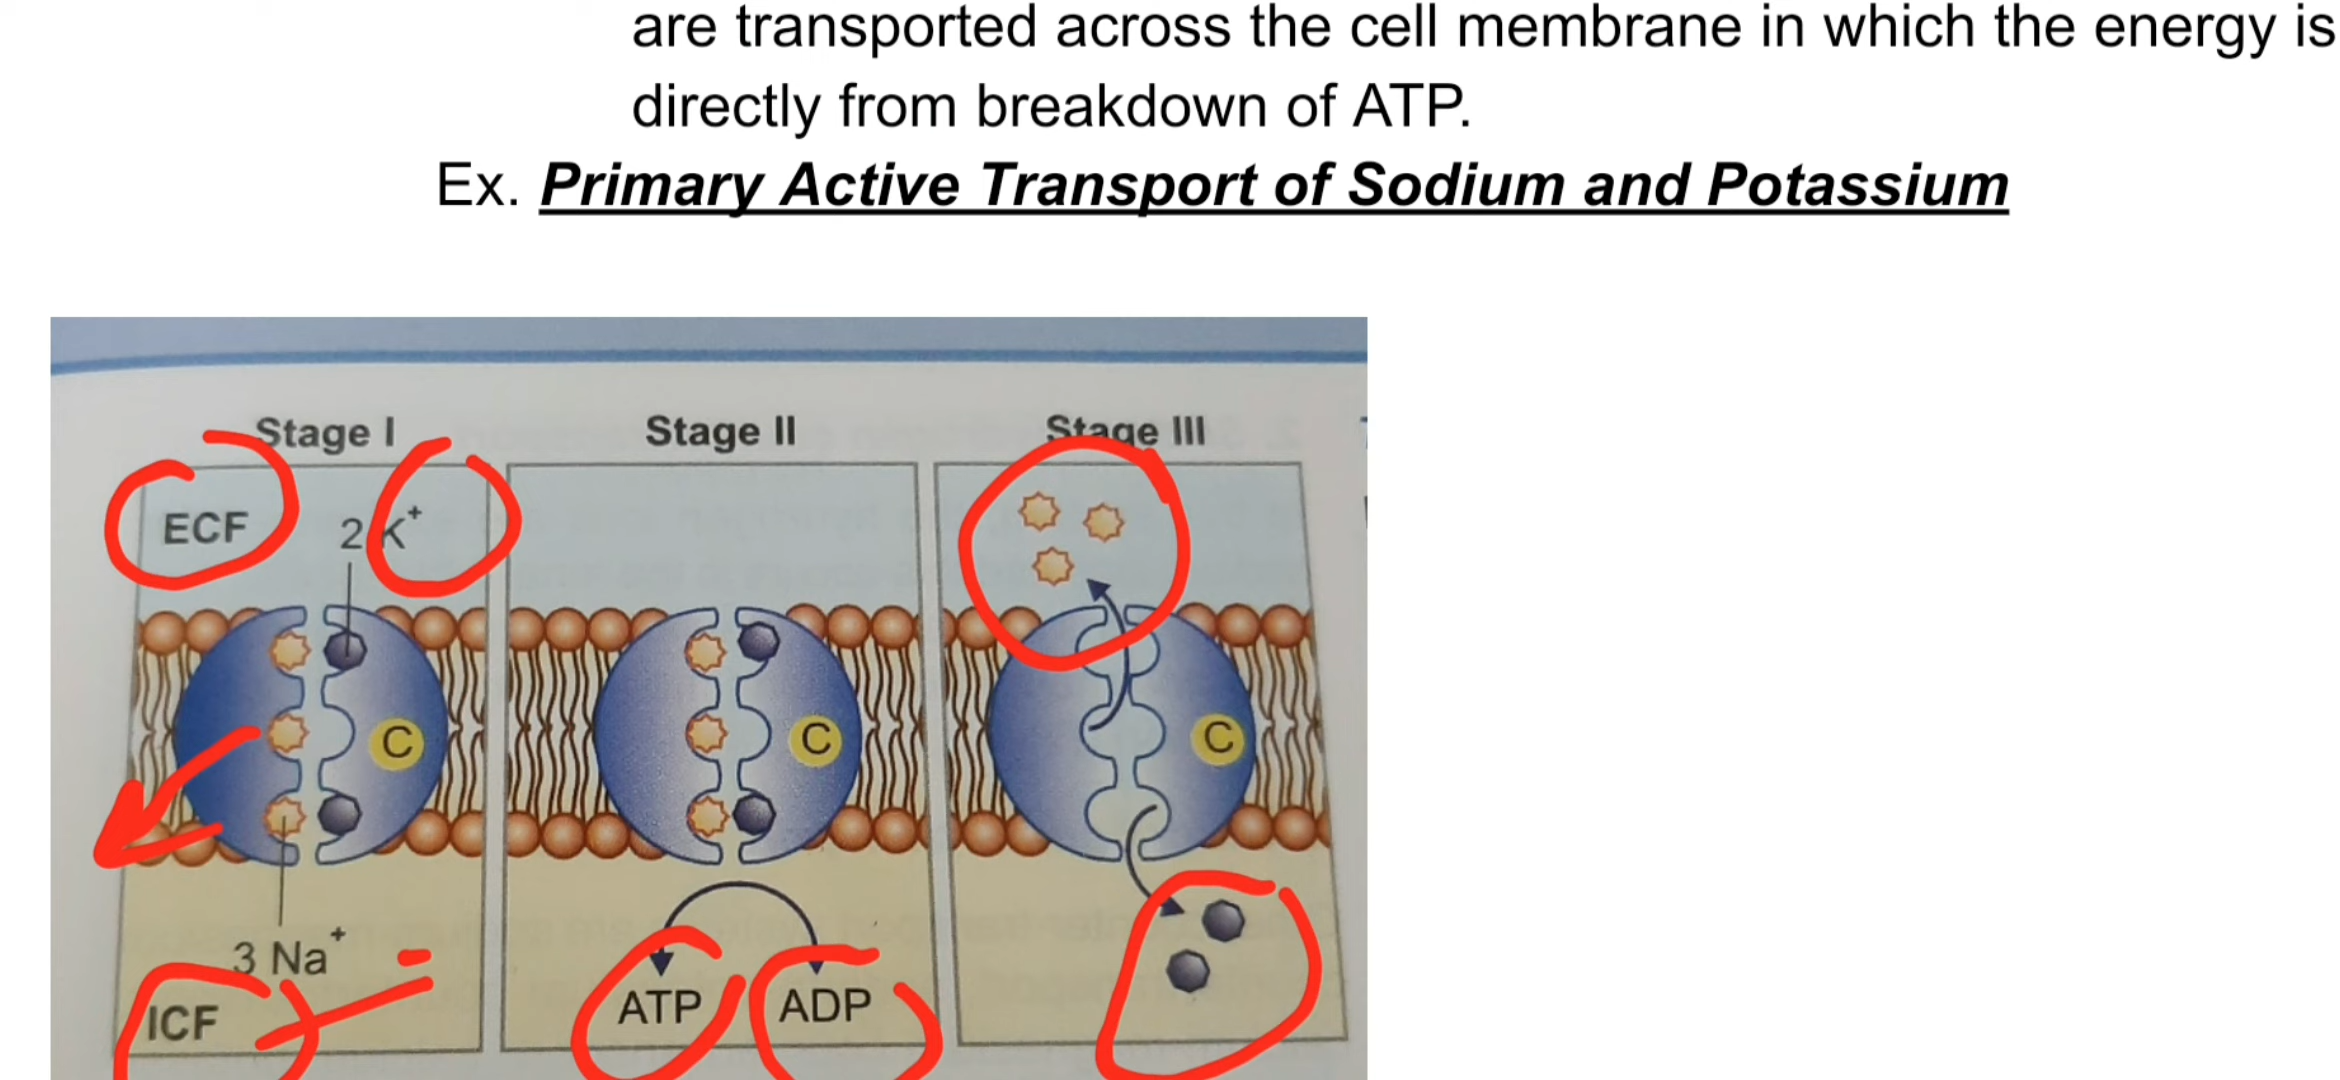 are transported across the cell membrane in which the energy is
directly from breakdown of ATP.
Ex. Primary Active Transport of Sodium and Potassium
Stage I
Stage II
Stage III
ECF
2 K⁺
C
C
C
3 Na⁺
ICF
ATP
ADP